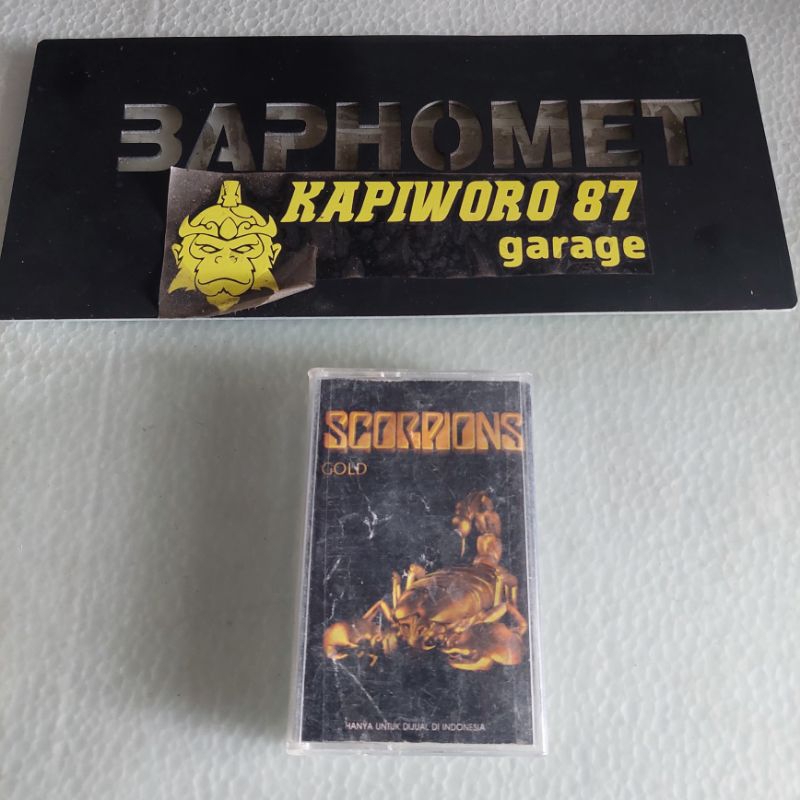 BAPHOMET
KAPIWORO 87
garage
SCORPIONS
GOLD
HANYA UNTUK DIJUAL DI INDONESIA